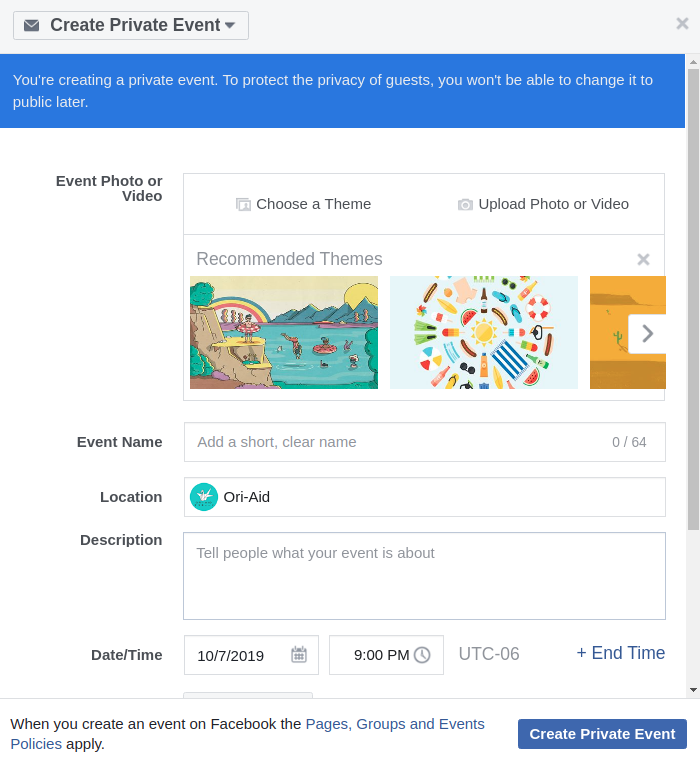 Create Private Event
You're creating a private event. To protect the privacy of guests, you won't be able to change it to
public later.
Event Photo or
Video
Choose a Theme
Upload Photo or Video
Recommended Themes
Event Name
Add a short, clear name
0 / 64
Location
Ori-Aid
Description
Tell people what your event is about
Date/Time
10/7/2019
9:00 PM
UTC-06
+ End Time
When you create an event on Facebook the Pages, Groups and Events
Policies apply.
Create Private Event